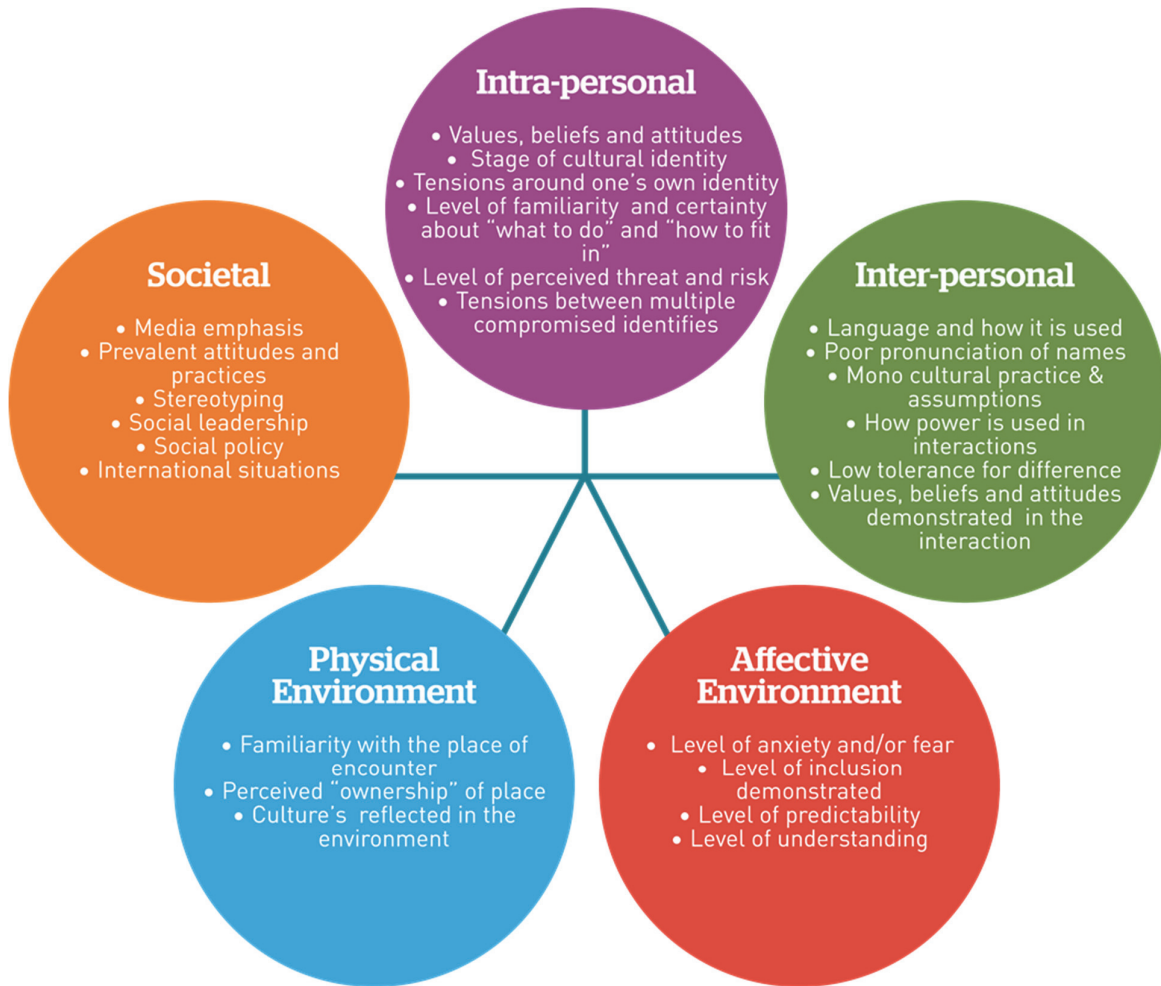 Intra-personal
• Values, beliefs and attitudes
• Stage of cultural identity
• Tensions around one's own identity
• Level of familiarity and certainty
about "what to do" and "how to fit
in"
• Level of perceived threat and risk
• Tensions between multiple
compromised identifies
Societal
• Media emphasis
• Prevalent attitudes and
practices
• Stereotyping
• Social leadership
• Social policy
• International situations
Inter-personal
• Language and how it is used
• Poor pronunciation of names
• Mono cultural practice &
assumptions
• How power is used in
interactions
• Low tolerance for difference
• Values, beliefs and attitudes
demonstrated in the
interaction
Physical
Environment
• Familiarity with the place of
encounter
• Perceived "ownership" of place
• Culture's reflected in the
environment
Affective
Environment
• Level of anxiety and/or fear
• Level of inclusion
demonstrated
• Level of predictability
• Level of understanding